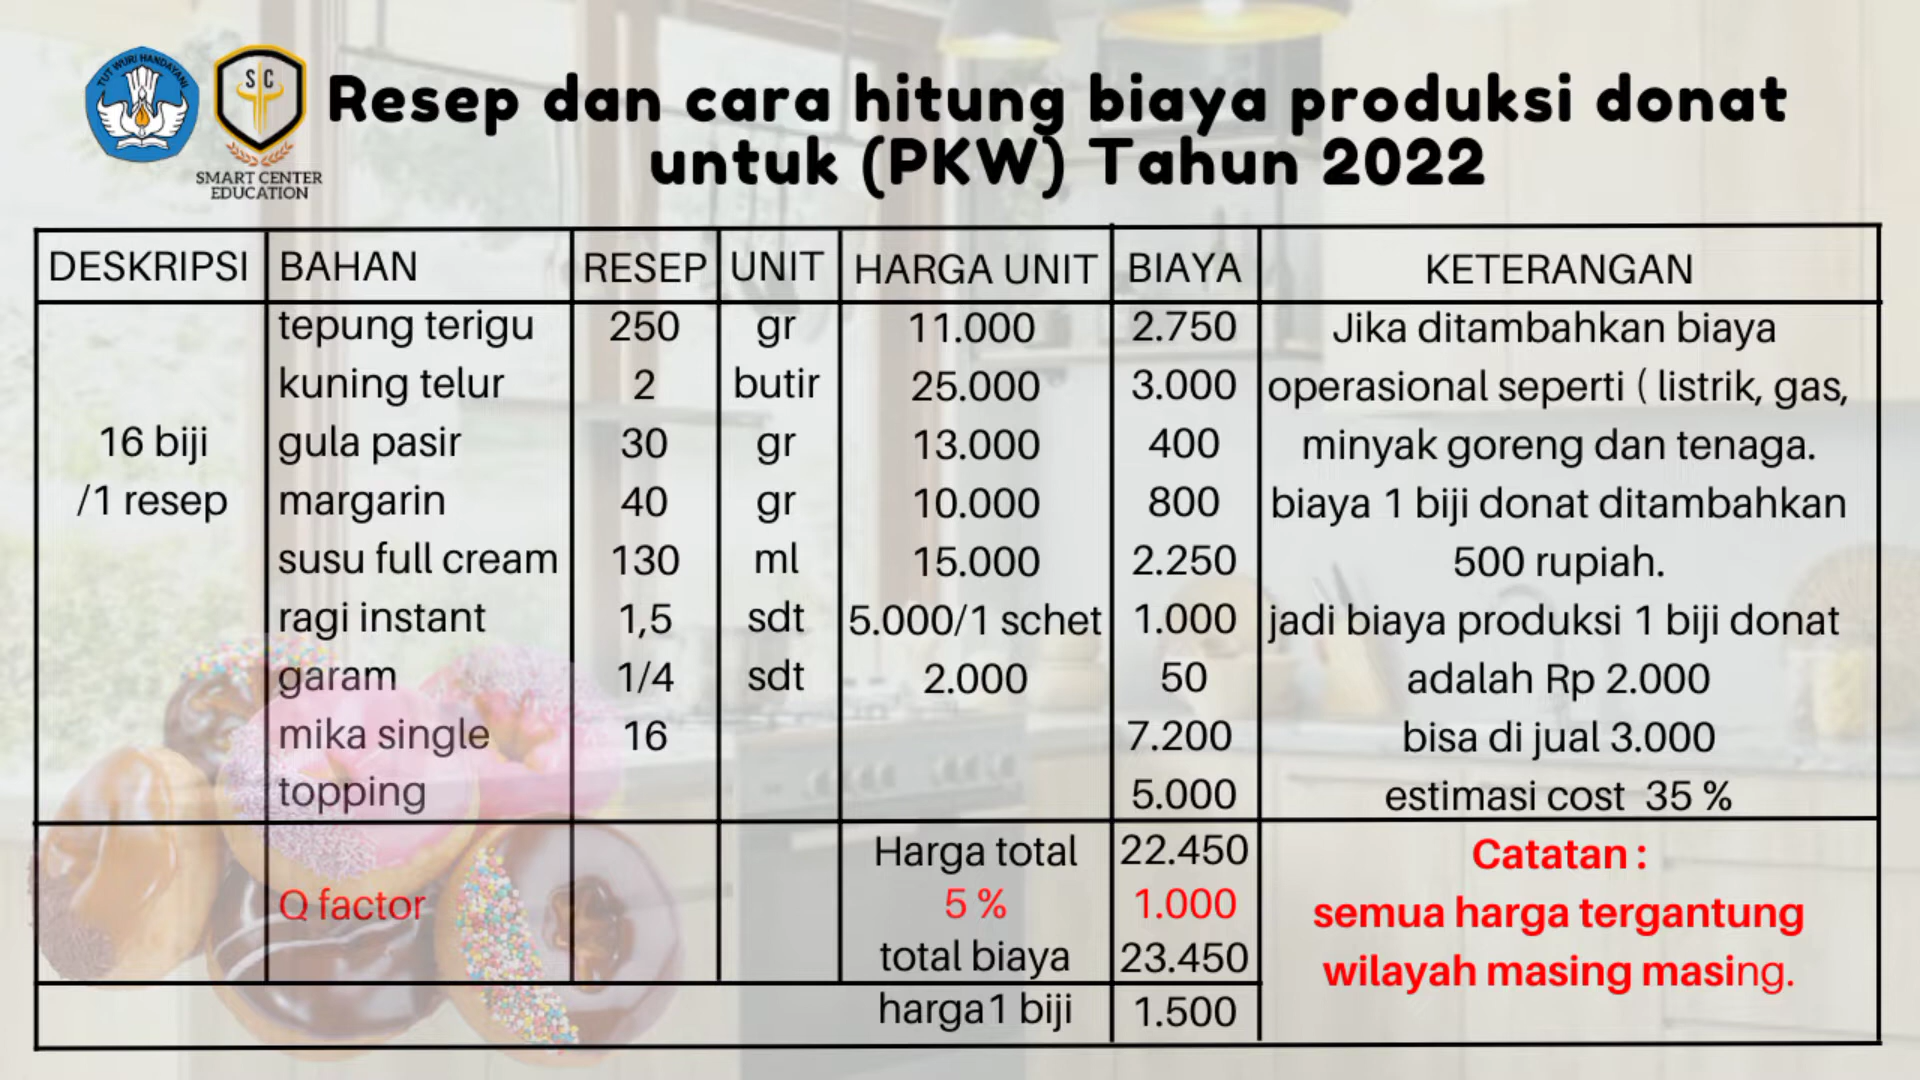 TUT WURI HANDAYANI
SC
SMART CENTER
EDUCATION
Resep dan cara hitung biaya produksi donat
untuk (PKW) Tahun 2022
DESKRIPSI BAHAN RESEP UNIT HARGA UNIT BIAYA KETERANGAN
tepung terigu 250 gr 11.000 2.750 Jika ditambahkan biaya
kuning telur 2 butir 25.000 3.000 operasional seperti ( listrik, gas,
16 biji gula pasir 30 gr 13.000 400 minyak goreng dan tenaga.
/1 resep margarin 40 gr 10.000 800 biaya 1 biji donat ditambahkan
susu full cream 130 ml 15.000 2.250 500 rupiah.
ragi instant 1,5 sdt 5.000/1 schet 1.000 jadi biaya produksi 1 biji donat
garam 1/4 sdt 2.000 50 adalah Rp 2.000
mika single 16 7.200 bisa di jual 3.000
topping 5.000 estimasi cost 35 %
Harga total 22.450 Catatan :
Q factor 5 % 1.000 semua harga tergantung
total biaya 23.450 wilayah masing masing.
harga1 biji 1.500